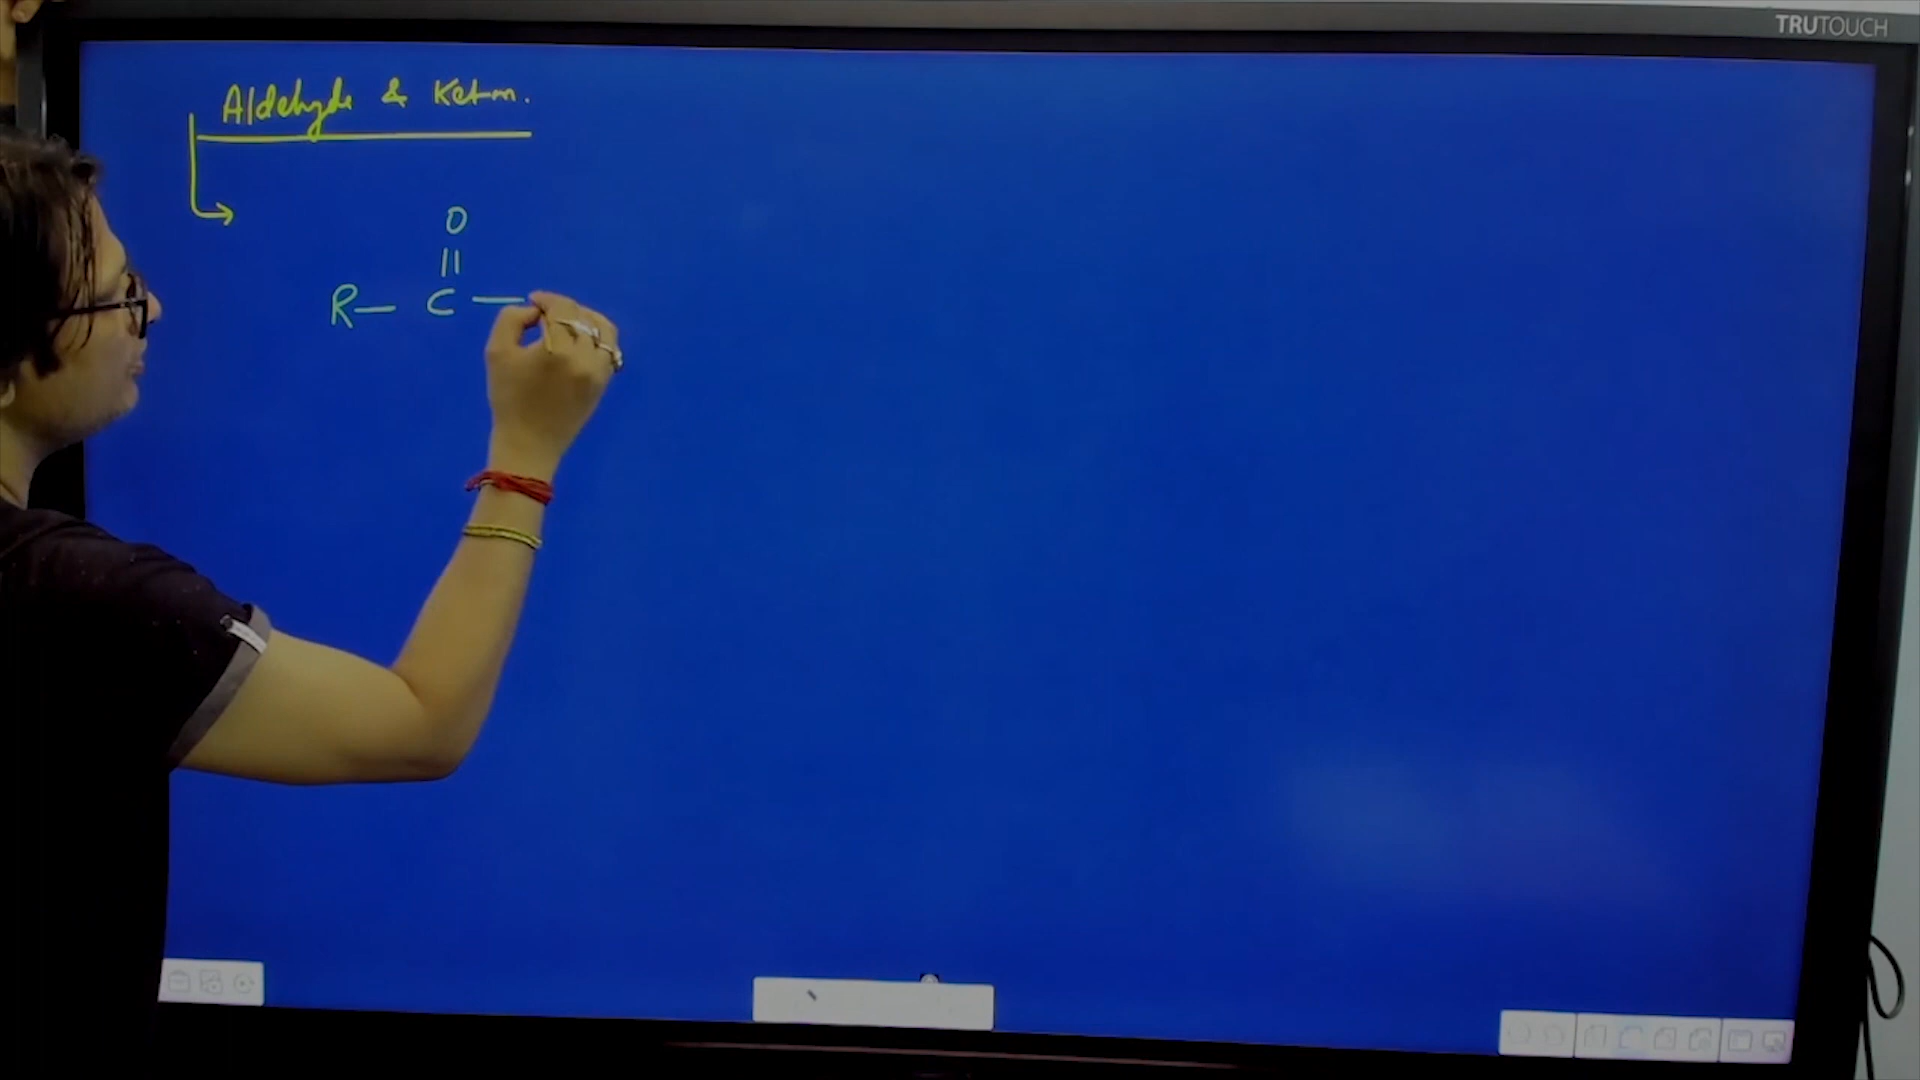 TRUTOUCH
Aldehyde & Keton.
O
||
R— C —